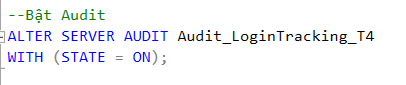 --Bật Audit
ALTER SERVER AUDIT Audit_LoginTracking_T4
WITH (STATE = ON);